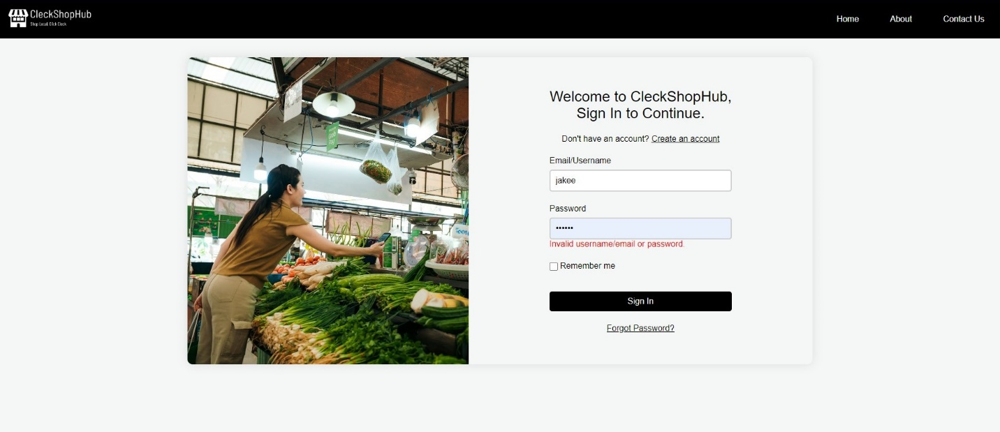 CleckShopHub
Shop Local, Click Cleck
Home
About
Contact Us
Welcome to CleckShopHub,
Sign In to Continue.
Don't have an account? Create an account
Email/Username
jakee
Password
••••••
Invalid username/email or password.
Remember me
Sign In
Forgot Password?